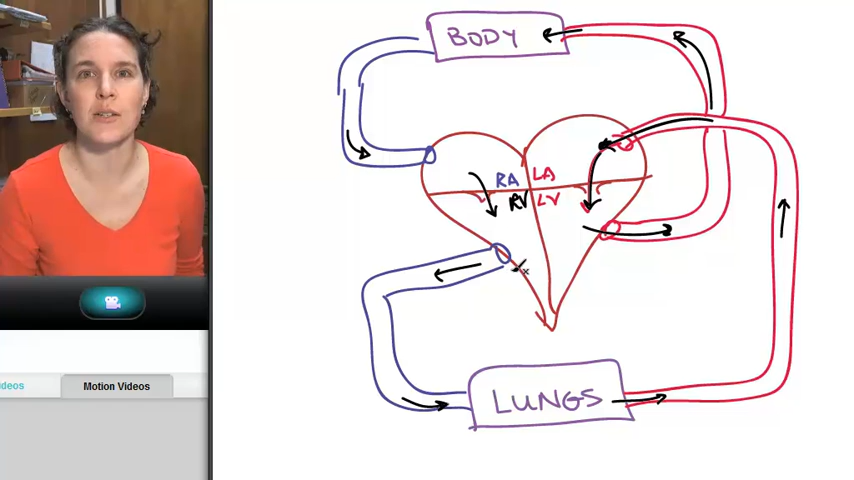 BODY
RA
LA
RV
LV
LUNGS
ideos
Motion Videos